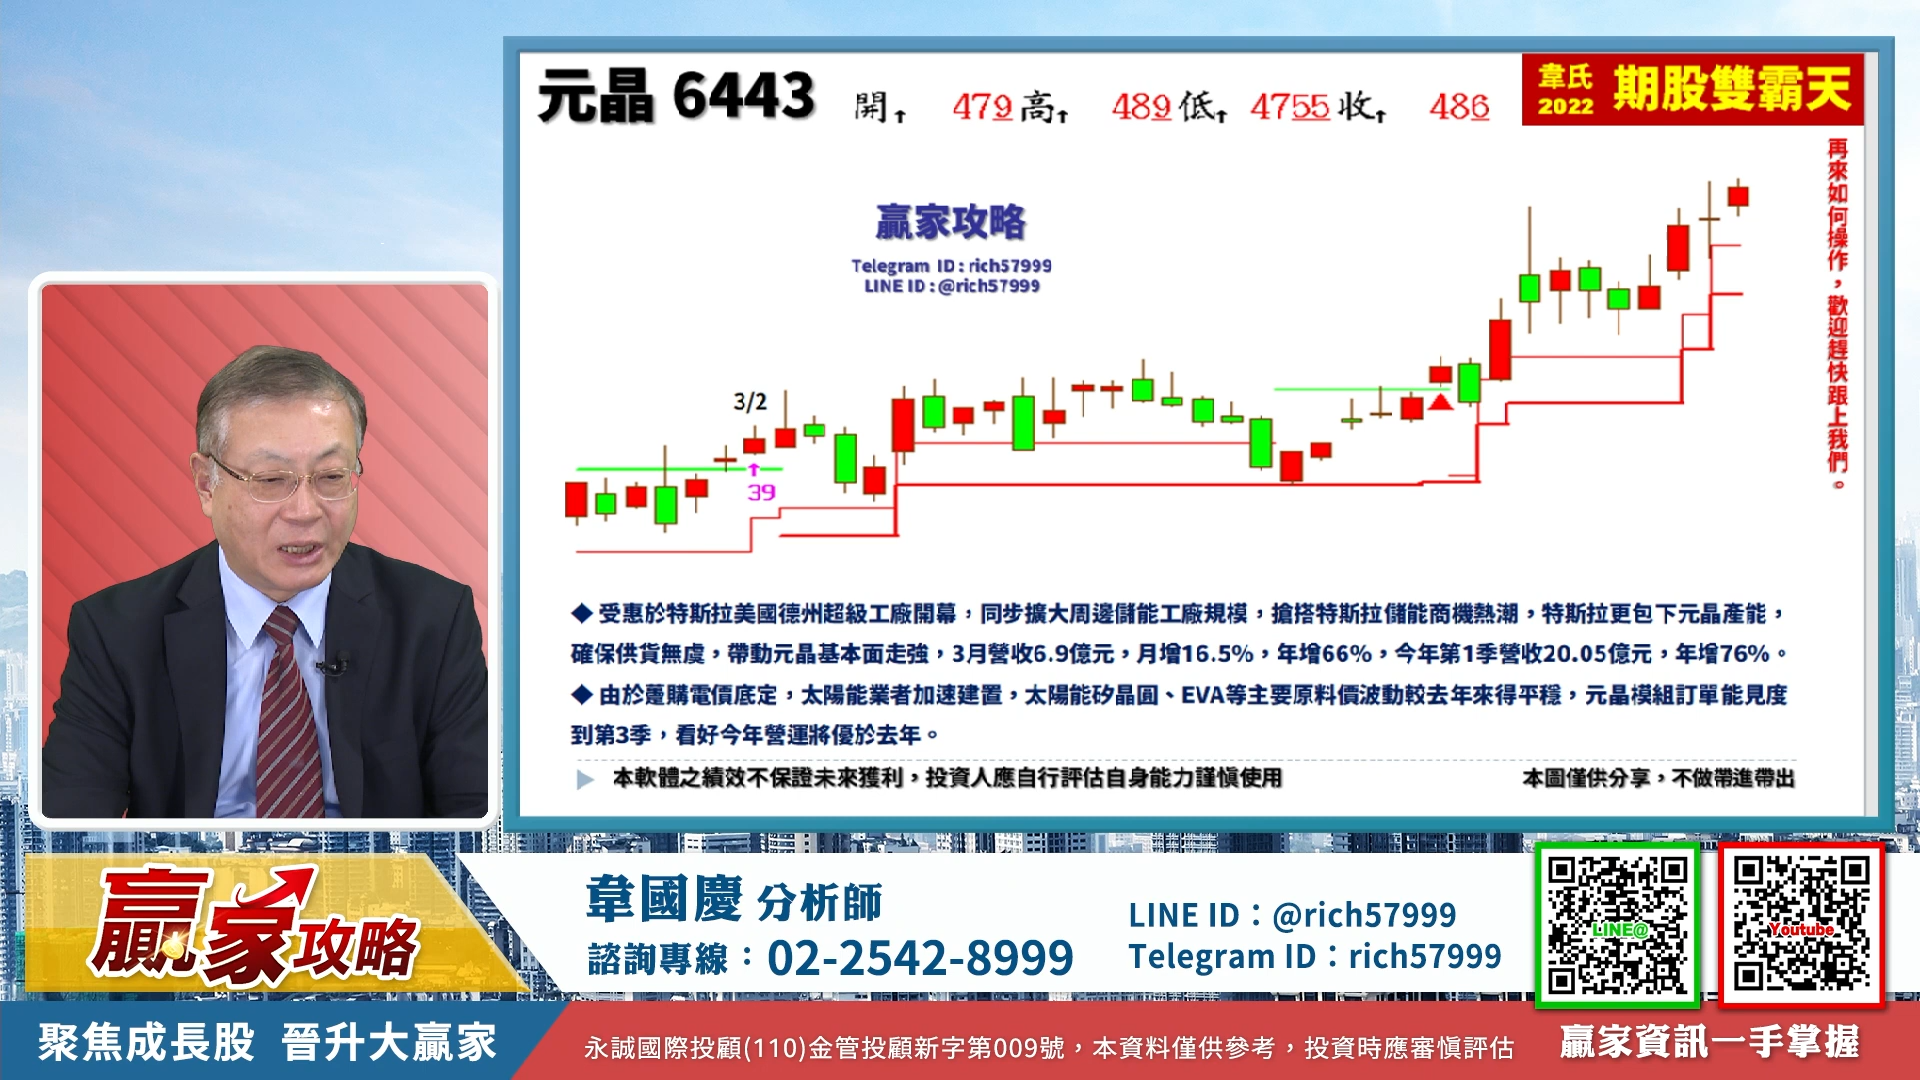 元晶 6443
開↑ 479 高↑ 489 低↑ 4755 收↑ 486
韋氏 2022 期股雙霸天
再來如何操作，歡迎趕快跟上我們。
贏家攻略
Telegram ID : rich57999
LINE ID : @rich57999
3/2
39
◆ 受惠於特斯拉美國德州超級工廠開幕，同步擴大周邊儲能工廠規模，搶搭特斯拉儲能商機熱潮，特斯拉更包下元晶產能，
確保供貨無虞，帶動元晶基本面走強，3月營收6.9億元，月增16.5%，年增66%，今年第1季營收20.05億元，年增76%。
◆ 由於躉購電價底定，太陽能業者加速建置，太陽能矽晶圓、EVA等主要原料價波動較去年來得平穩，元晶模組訂單能見度
到第3季，看好今年營運將優於去年。
本軟體之績效不保證未來獲利，投資人應自行評估自身能力謹慎使用
本圖僅供分享，不做帶進帶出
贏家攻略
韋國慶 分析師
諮詢專線：02-2542-8999
LINE ID：@rich57999
Telegram ID：rich57999
LINE@
Youtube
聚焦成長股 晉升大贏家
永誠國際投顧(110)金管投顧新字第009號，本資料僅供參考，投資時應審慎評估
贏家資訊一手掌握